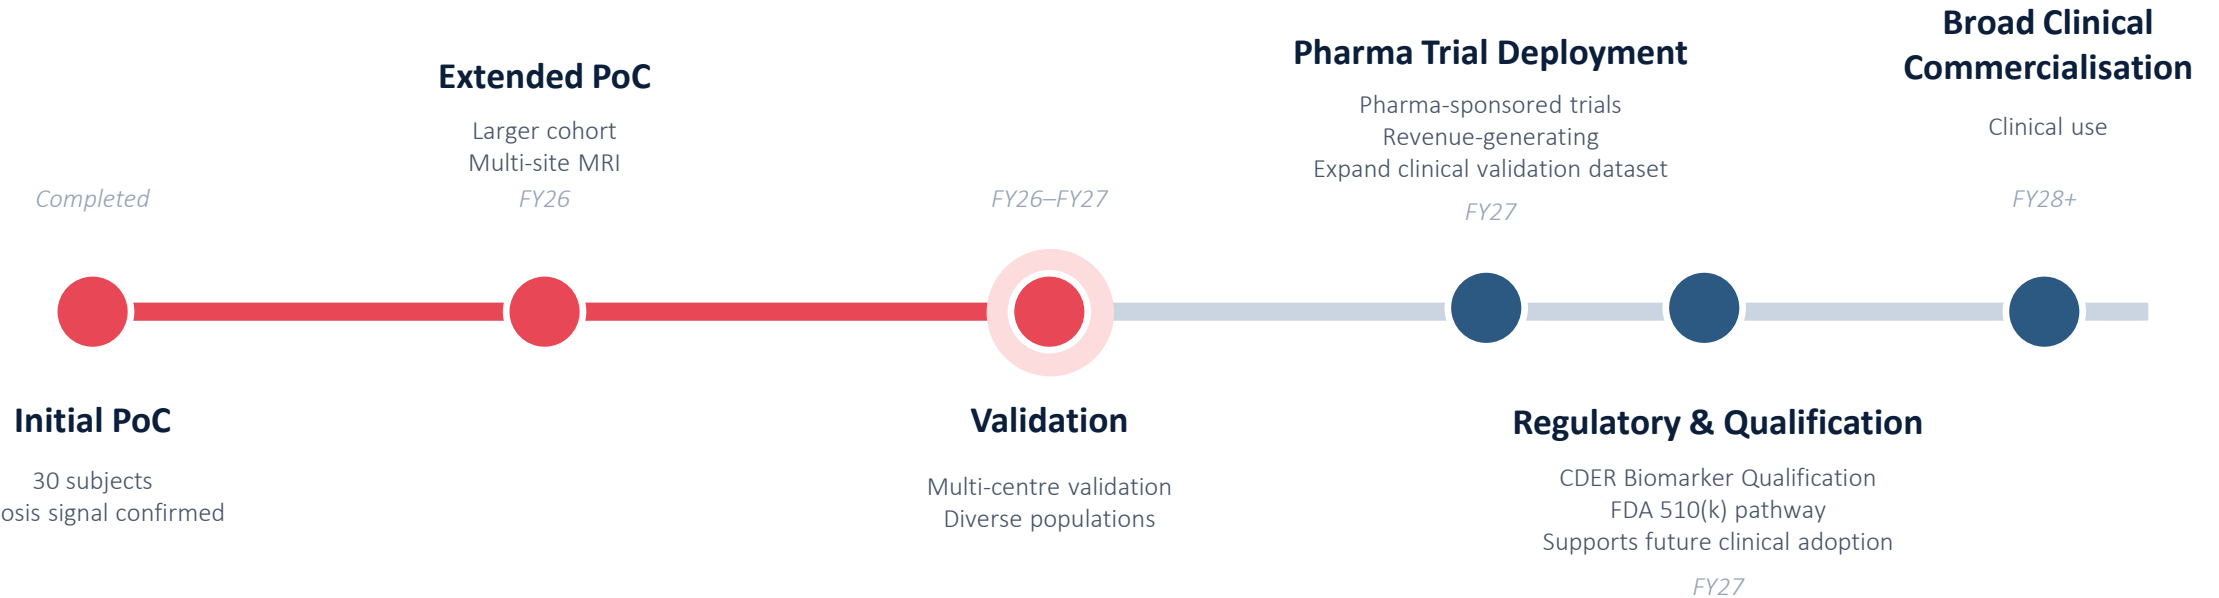 Completed
Initial PoC
30 subjects
signal confirmed
Extended PoC
Larger cohort
Multi-site MRI
FY26
FY26–FY27
Validation
Multi-centre validation
Diverse populations
Pharma Trial Deployment
Pharma-sponsored trials
Revenue-generating
Expand clinical validation dataset
FY27
Regulatory & Qualification
CDER Biomarker Qualification
FDA 510(k) pathway
Supports future clinical adoption
FY27
Broad Clinical
Commercialisation
Clinical use
FY28+